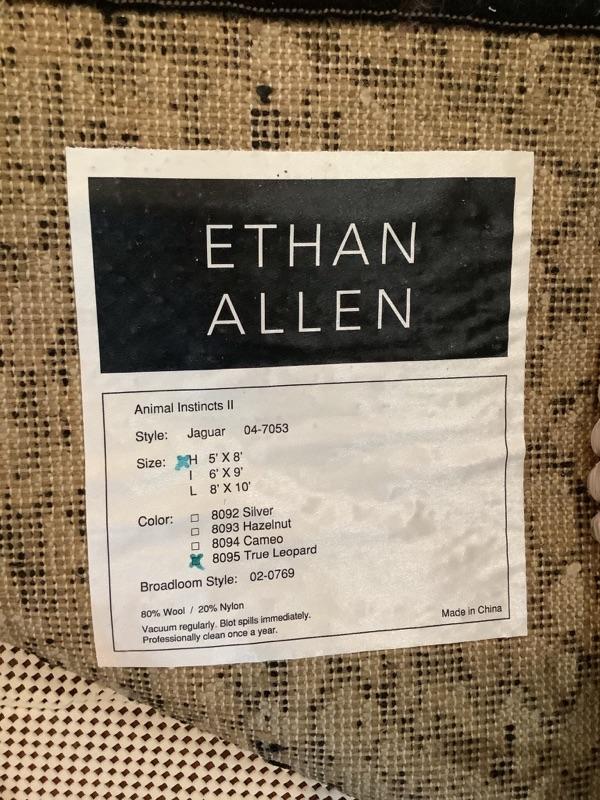 ETHAN
ALLEN
Animal Instincts II
Style: Jaguar 04-7053
Size: H 5' X 8'
I 6' X 9'
L 8' X 10'
Color: □ 8092 Silver
□ 8093 Hazelnut
□ 8094 Cameo
8095 True Leopard
Broadloom Style: 02-0769
80% Wool / 20% Nylon
Vacuum regularly. Blot spills immediately.
Professionally clean once a year.
Made in China